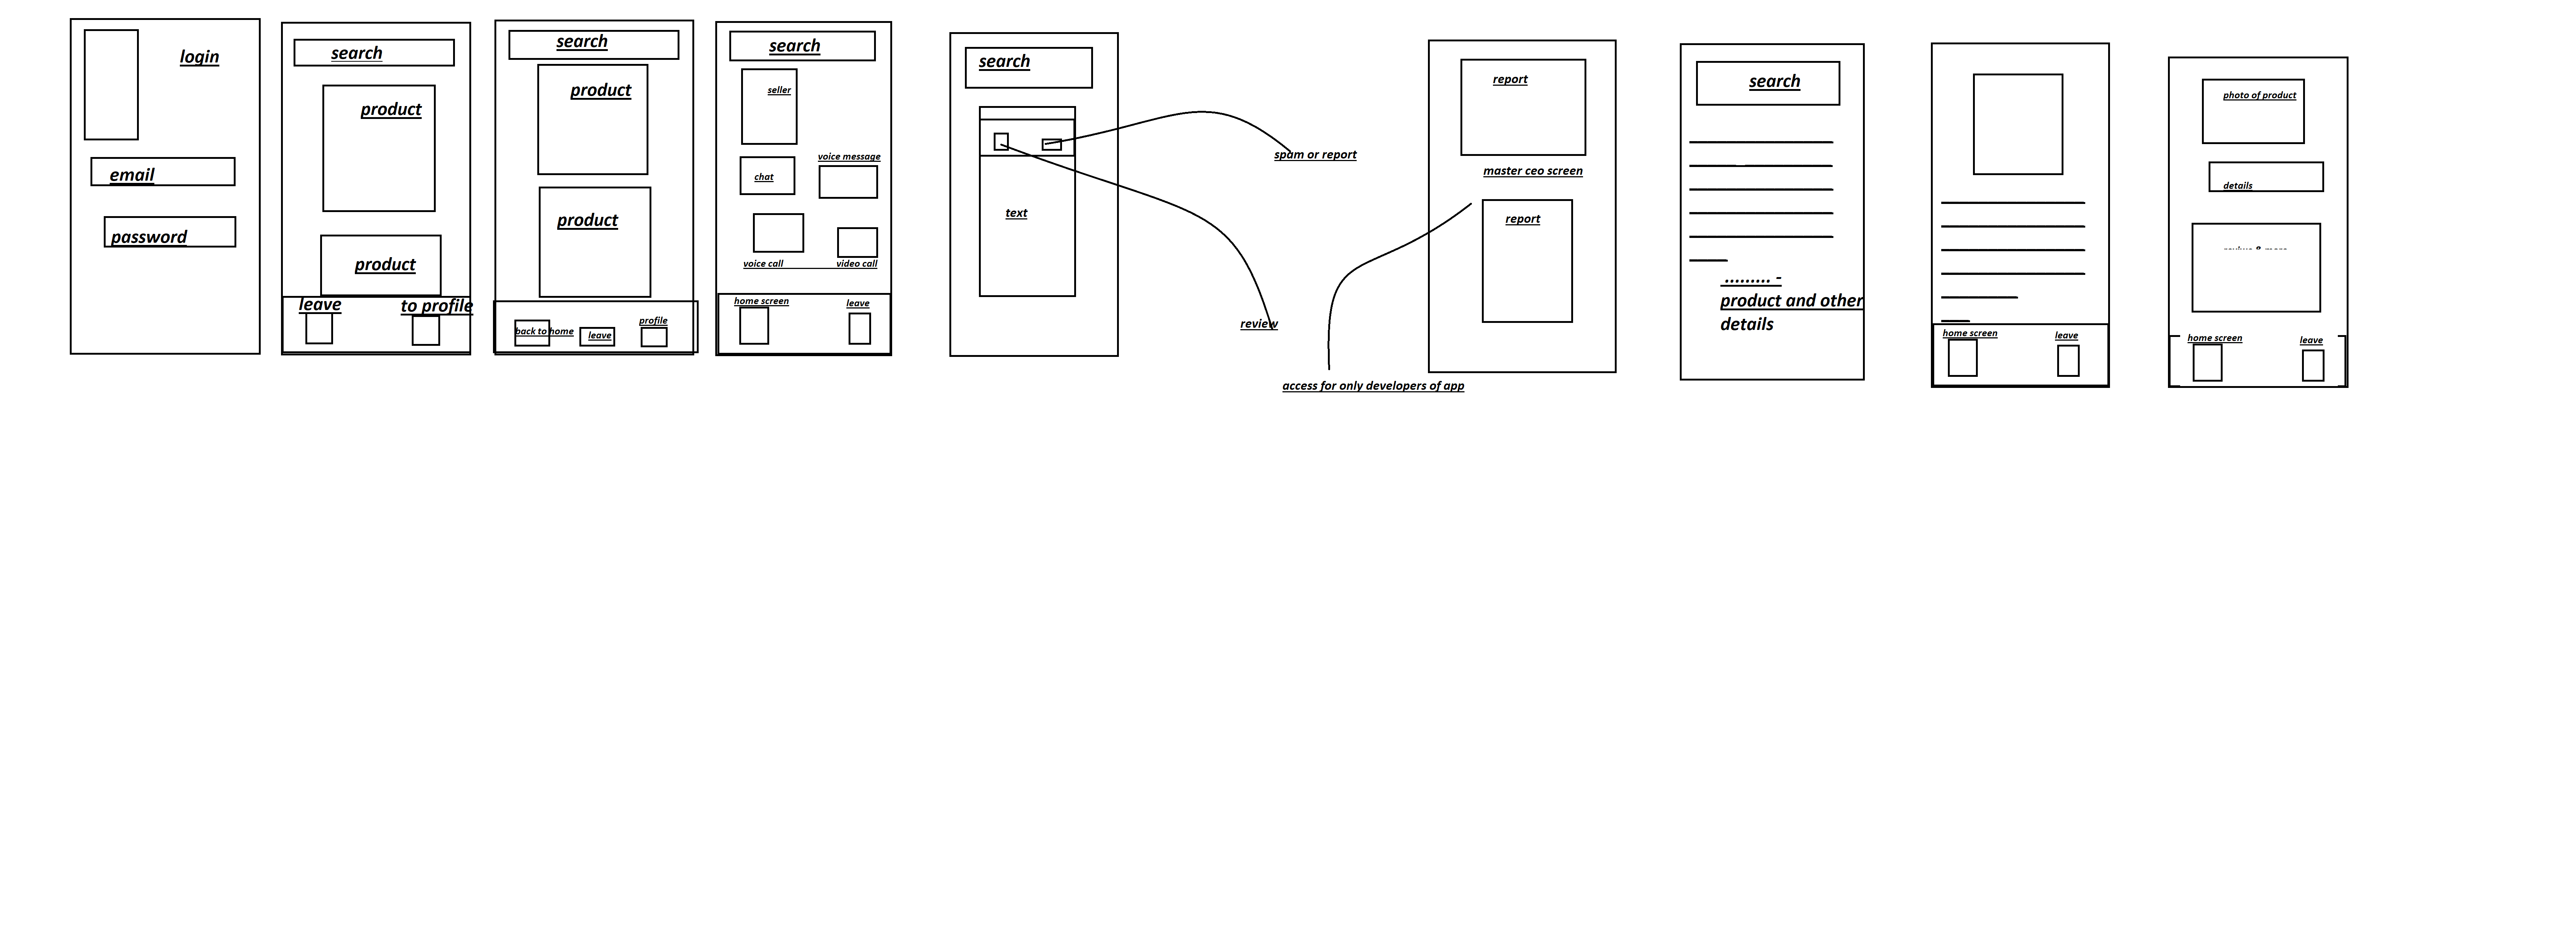 login
email
password
search
product
product
leave
to profile
search
product
product
back to home
leave
profile
search
seller
voice message
chat
voice call
video call
home screen
leave
search
text
spam or report
review
report
master ceo screen
report
access for only developers of app
search
......... -
product and other
details
home screen
leave
photo of product
details
home screen
leave